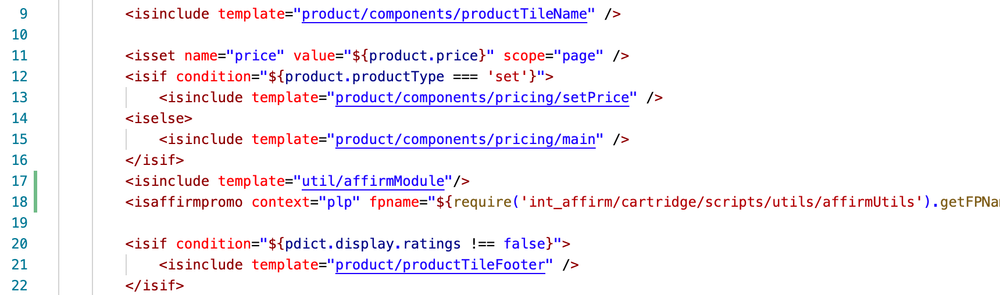 9 <isinclude template="product/components/productTileName" />
10
11 <isset name="price" value="${product.price}" scope="page" />
12 <isif condition="${product.productType === 'set'}">
13 <isinclude template="product/components/pricing/setPrice" />
14 <iselse>
15 <isinclude template="product/components/pricing/main" />
16 </isif>
17 <isinclude template="util/affirmModule"/>
18 <isaffirmpromo context="plp" fpname="${require('int_affirm/cartridge/scripts/utils/affirmUtils').getFPNa
19
20 <isif condition="${pdict.display.ratings !== false}">
21 <isinclude template="product/productTileFooter" />
22 </isif>